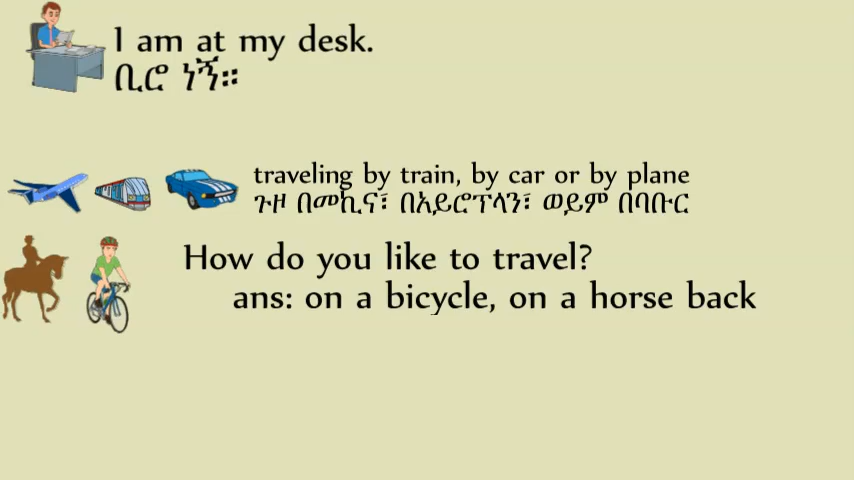 I am at my desk.
ቢሮ ነኝ።
traveling by train, by car or by plane
ጉዞ በመኪና፣ በአይሮፕላን፣ ወይም በባቡር
How do you like to travel?
ans: on a bicycle, on a horse back